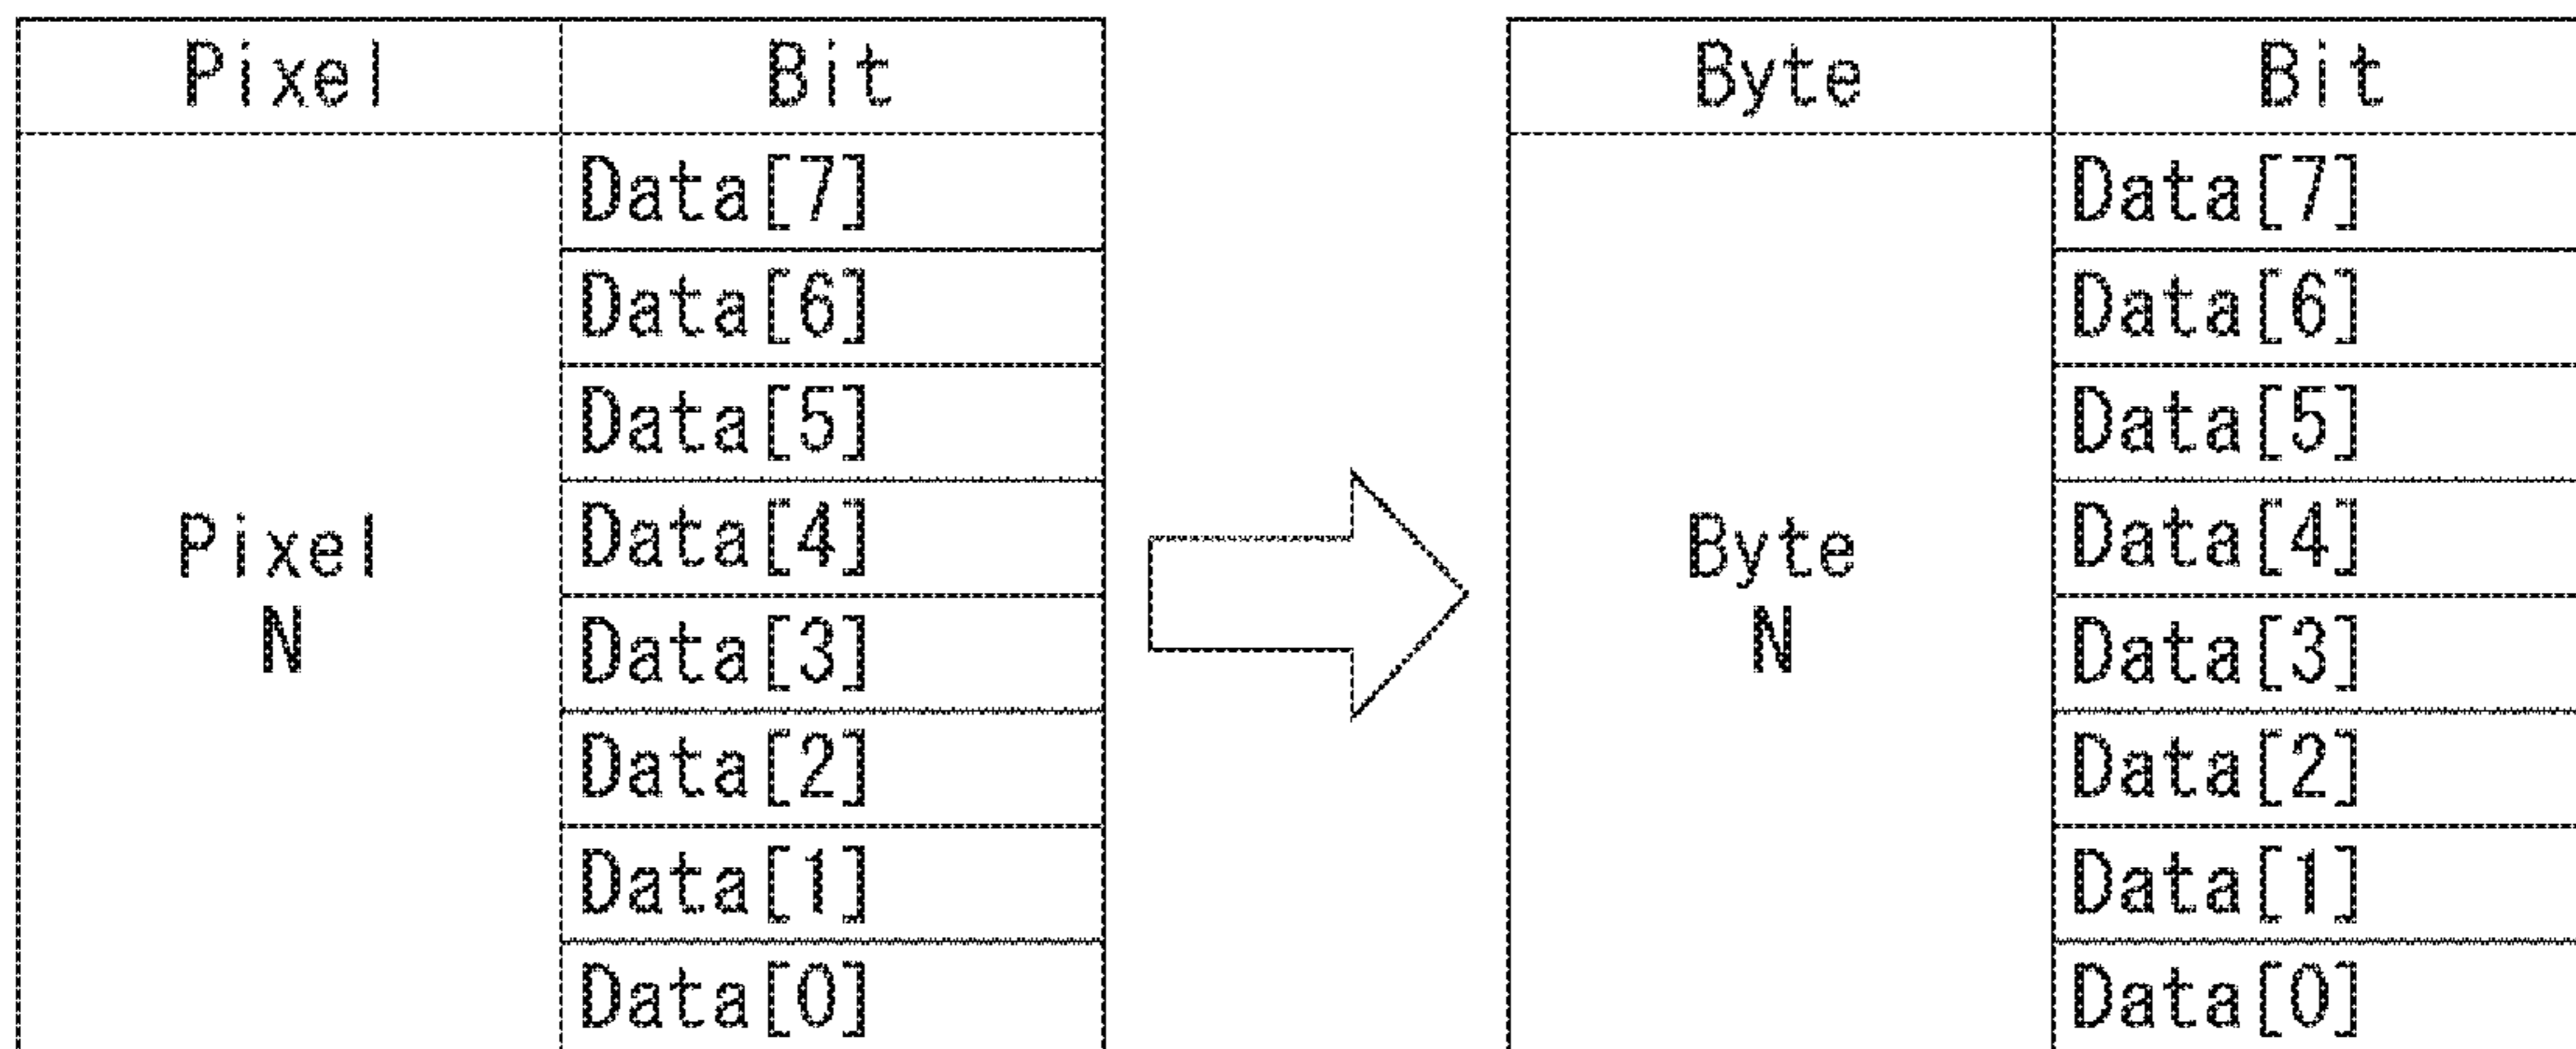 Pixel Bit
Data[7]
Data[6]
Data[5]
Data[4]
Pixel
N
Data[3]
Data[2]
Data[1]
Data[0]
Byte Bit
Data[7]
Data[6]
Data[5]
Data[4]
Byte
N
Data[3]
Data[2]
Data[1]
Data[0]